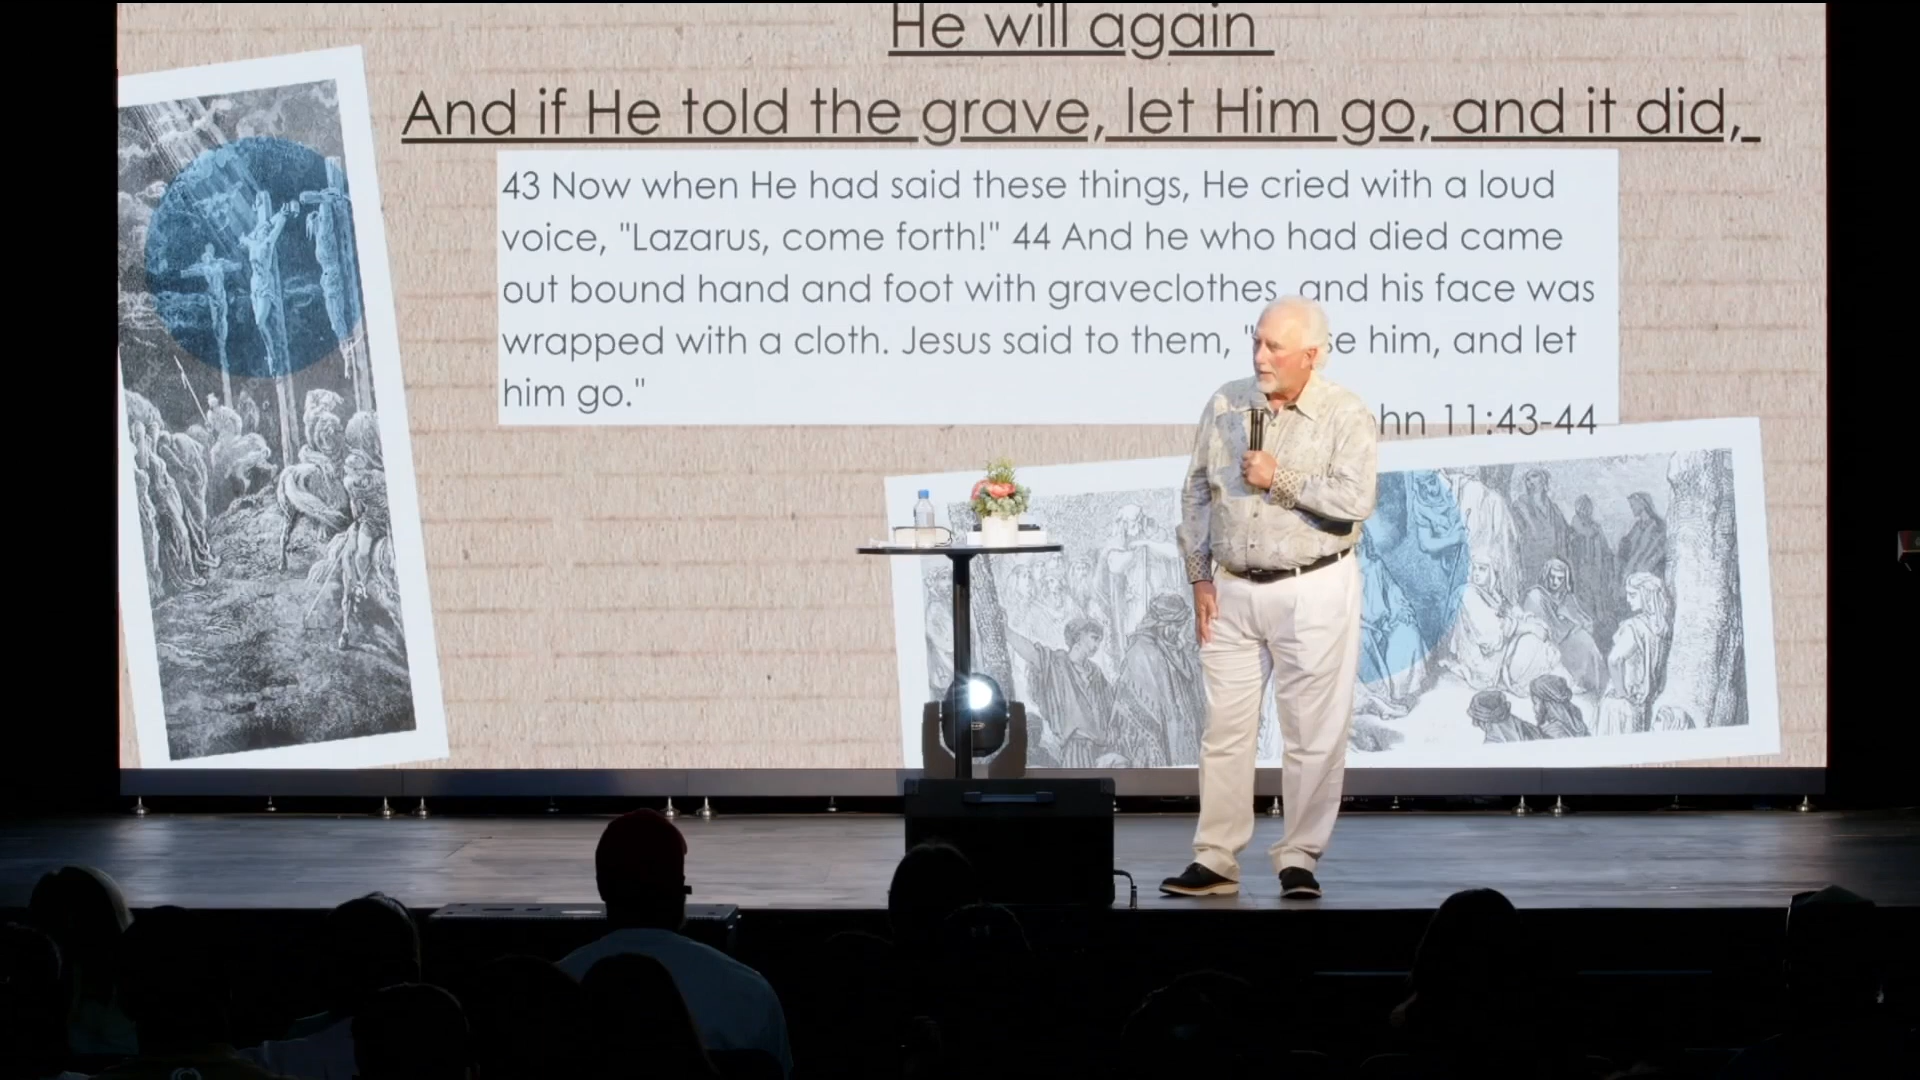 He will again
And if He told the grave, let Him go, and it did,
43 Now when He had said these things, He cried with a loud
voice, "Lazarus, come forth!" 44 And he who had died came
out bound hand and foot with graveclothes, and his face was
wrapped with a cloth. Jesus said to them, " him, and let
him go."
11:43-44